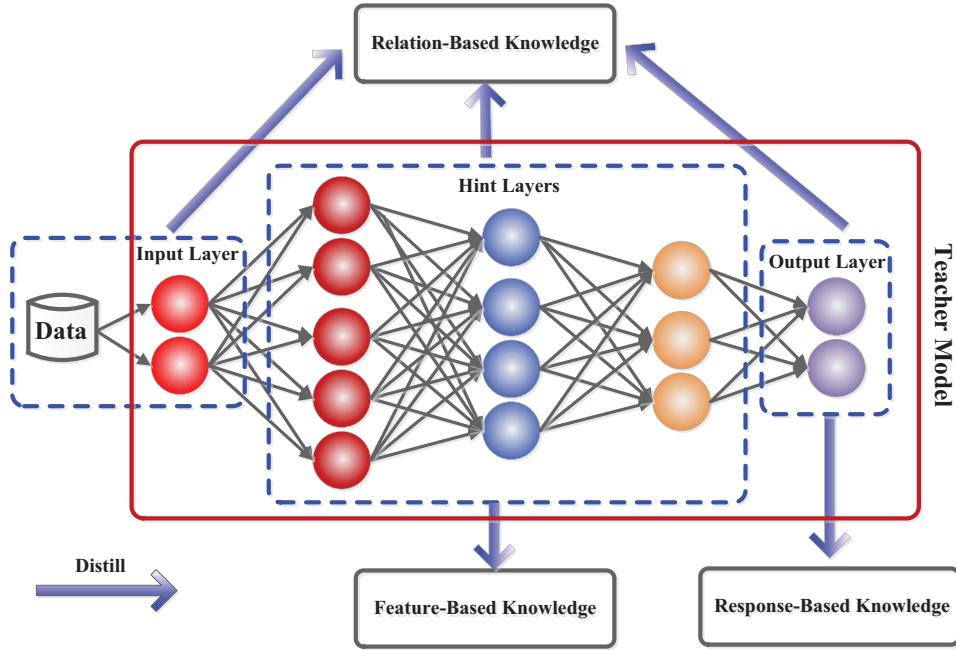 Relation-Based Knowledge
Hint Layers
Input Layer
Output Layer
Data
Teacher Model
Distill
Feature-Based Knowledge
Response-Based Knowledge